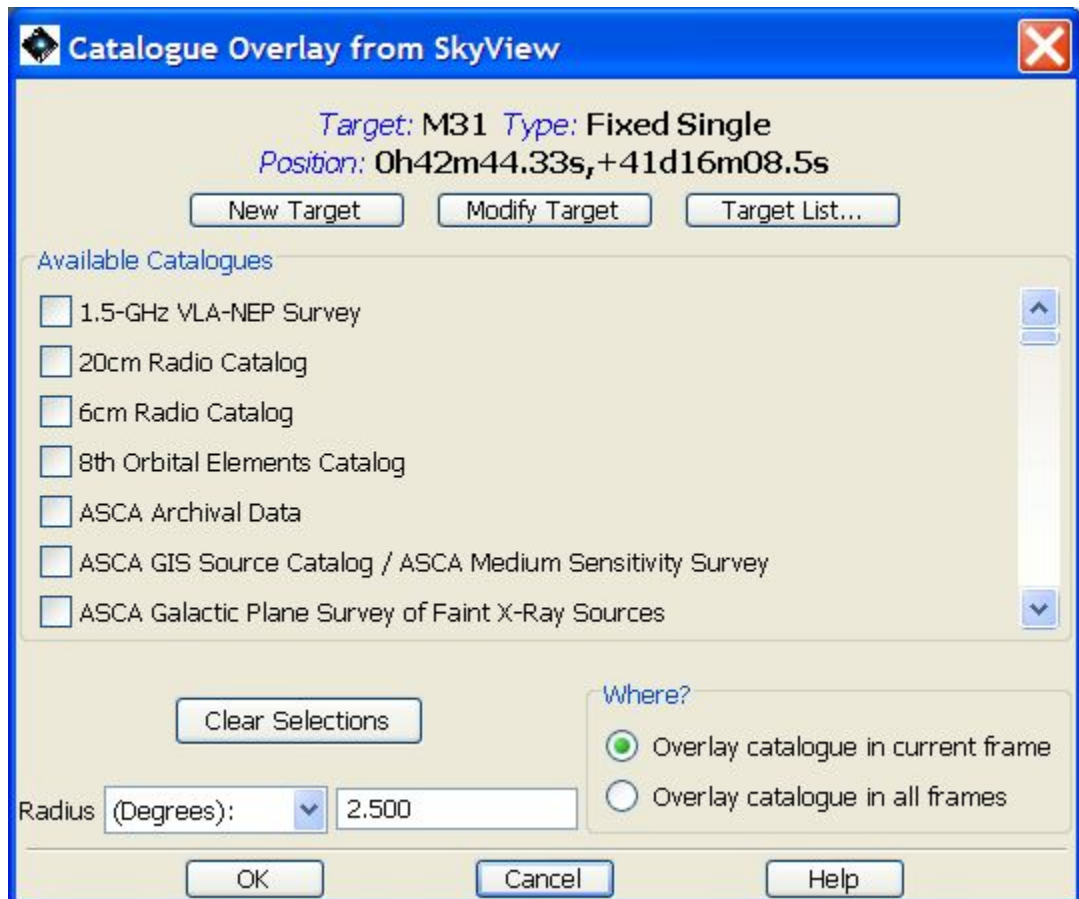 Catalogue Overlay from SkyView
Target: M31 Type: Fixed Single
Position: 0h42m44.33s,+41d16m08.5s
New Target Modify Target Target List...
Available Catalogues
1.5-GHz VLA-NEP Survey
20cm Radio Catalog
6cm Radio Catalog
8th Orbital Elements Catalog
ASCA Archival Data
ASCA GIS Source Catalog / ASCA Medium Sensitivity Survey
ASCA Galactic Plane Survey of Faint X-Ray Sources
Clear Selections
Where?
Overlay catalogue in current frame
Overlay catalogue in all frames
Radius (Degrees): 2.500
OK Cancel Help